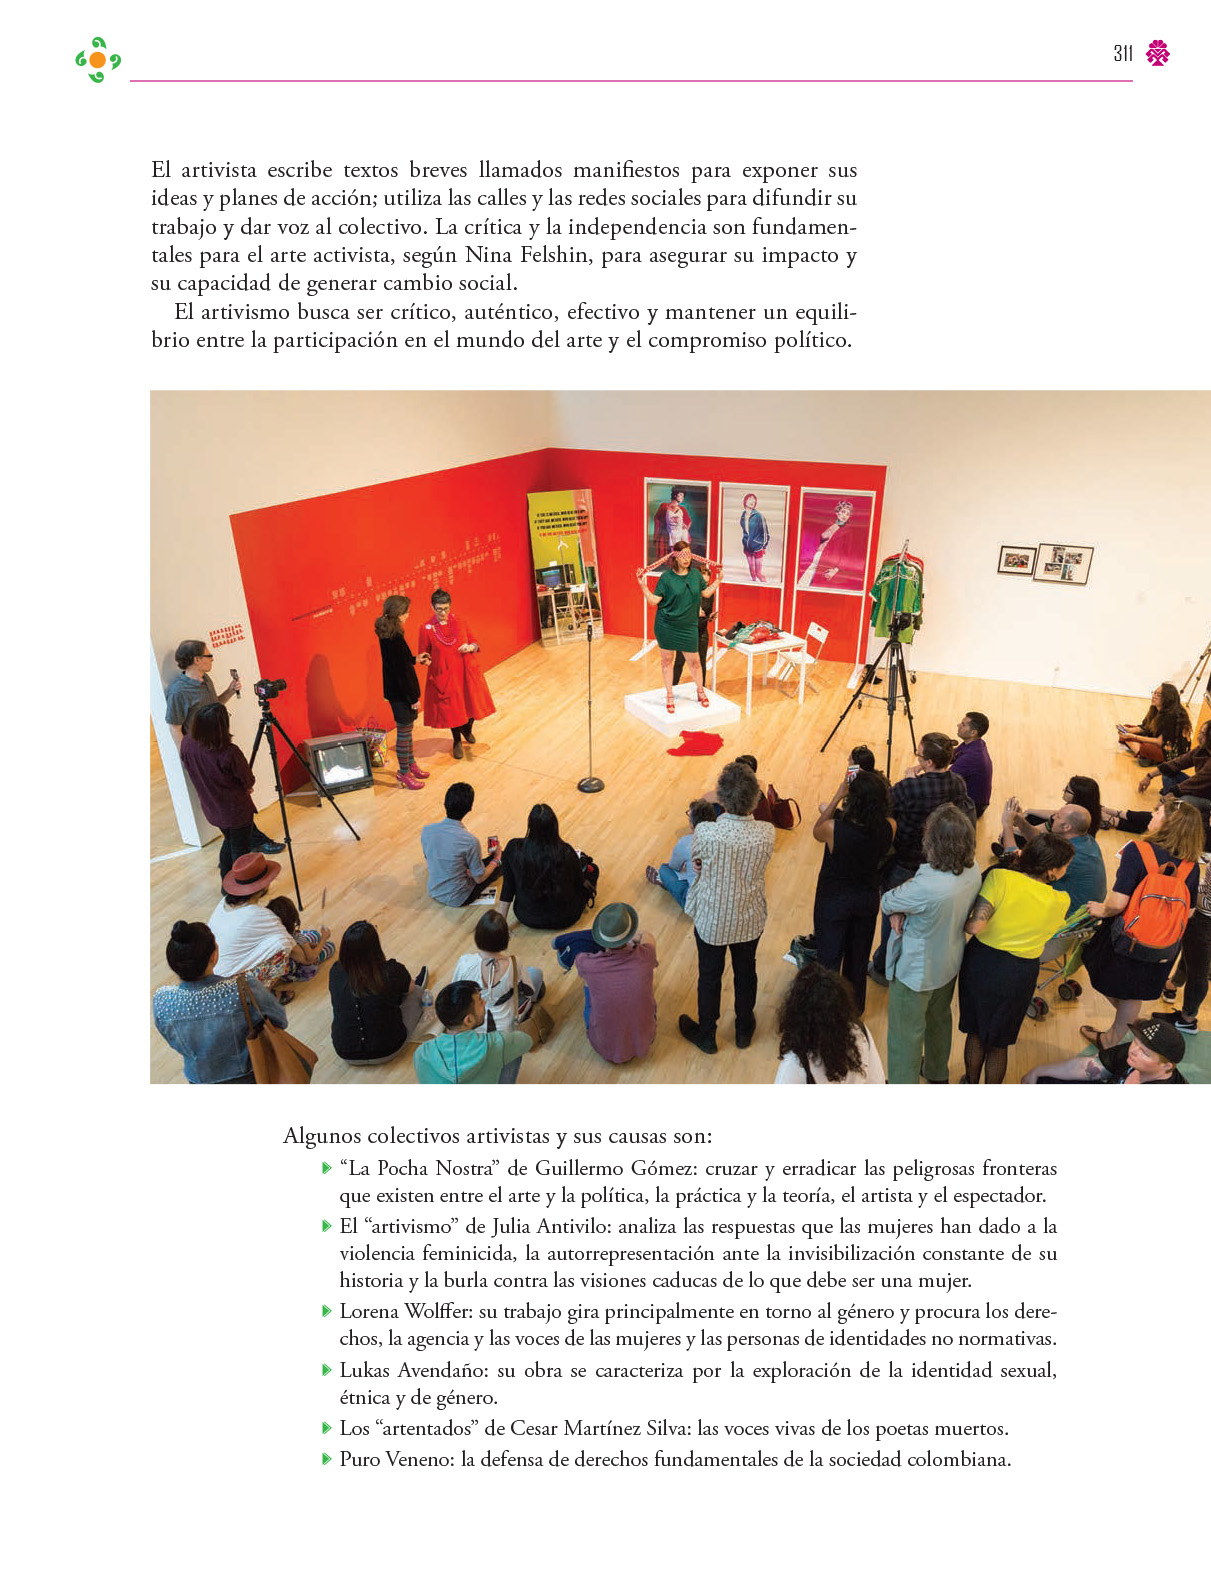 311
El artivista escribe textos breves llamados manifiestos para exponer sus
ideas y planes de acción; utiliza las calles y las redes sociales para difundir su
trabajo y dar voz al colectivo. La crítica y la independencia son fundamen-
tales para el arte activista, según Nina Felshin, para asegurar su impacto y
su capacidad de generar cambio social.
El artivismo busca ser crítico, auténtico, efectivo y mantener un equili-
brio entre la participación en el mundo del arte y el compromiso político.
Algunos colectivos artivistas y sus causas son:
“La Pocha Nostra” de Guillermo Gómez: cruzar y erradicar las peligrosas fronteras
que existen entre el arte y la política, la práctica y la teoría, el artista y el espectador.
El “artivismo” de Julia Antivilo: analiza las respuestas que las mujeres han dado a la
violencia feminicida, la autorrepresentación ante la invisibilización constante de su
historia y la burla contra las visiones caducas de lo que debe ser una mujer.
Lorena Wolffer: su trabajo gira principalmente en torno al género y procura los dere-
chos, la agencia y las voces de las mujeres y las personas de identidades no normativas.
Lukas Avendaño: su obra se caracteriza por la exploración de la identidad sexual,
étnica y de género.
Los “artentados” de Cesar Martínez Silva: las voces vivas de los poetas muertos.
Puro Veneno: la defensa de derechos fundamentales de la sociedad colombiana.